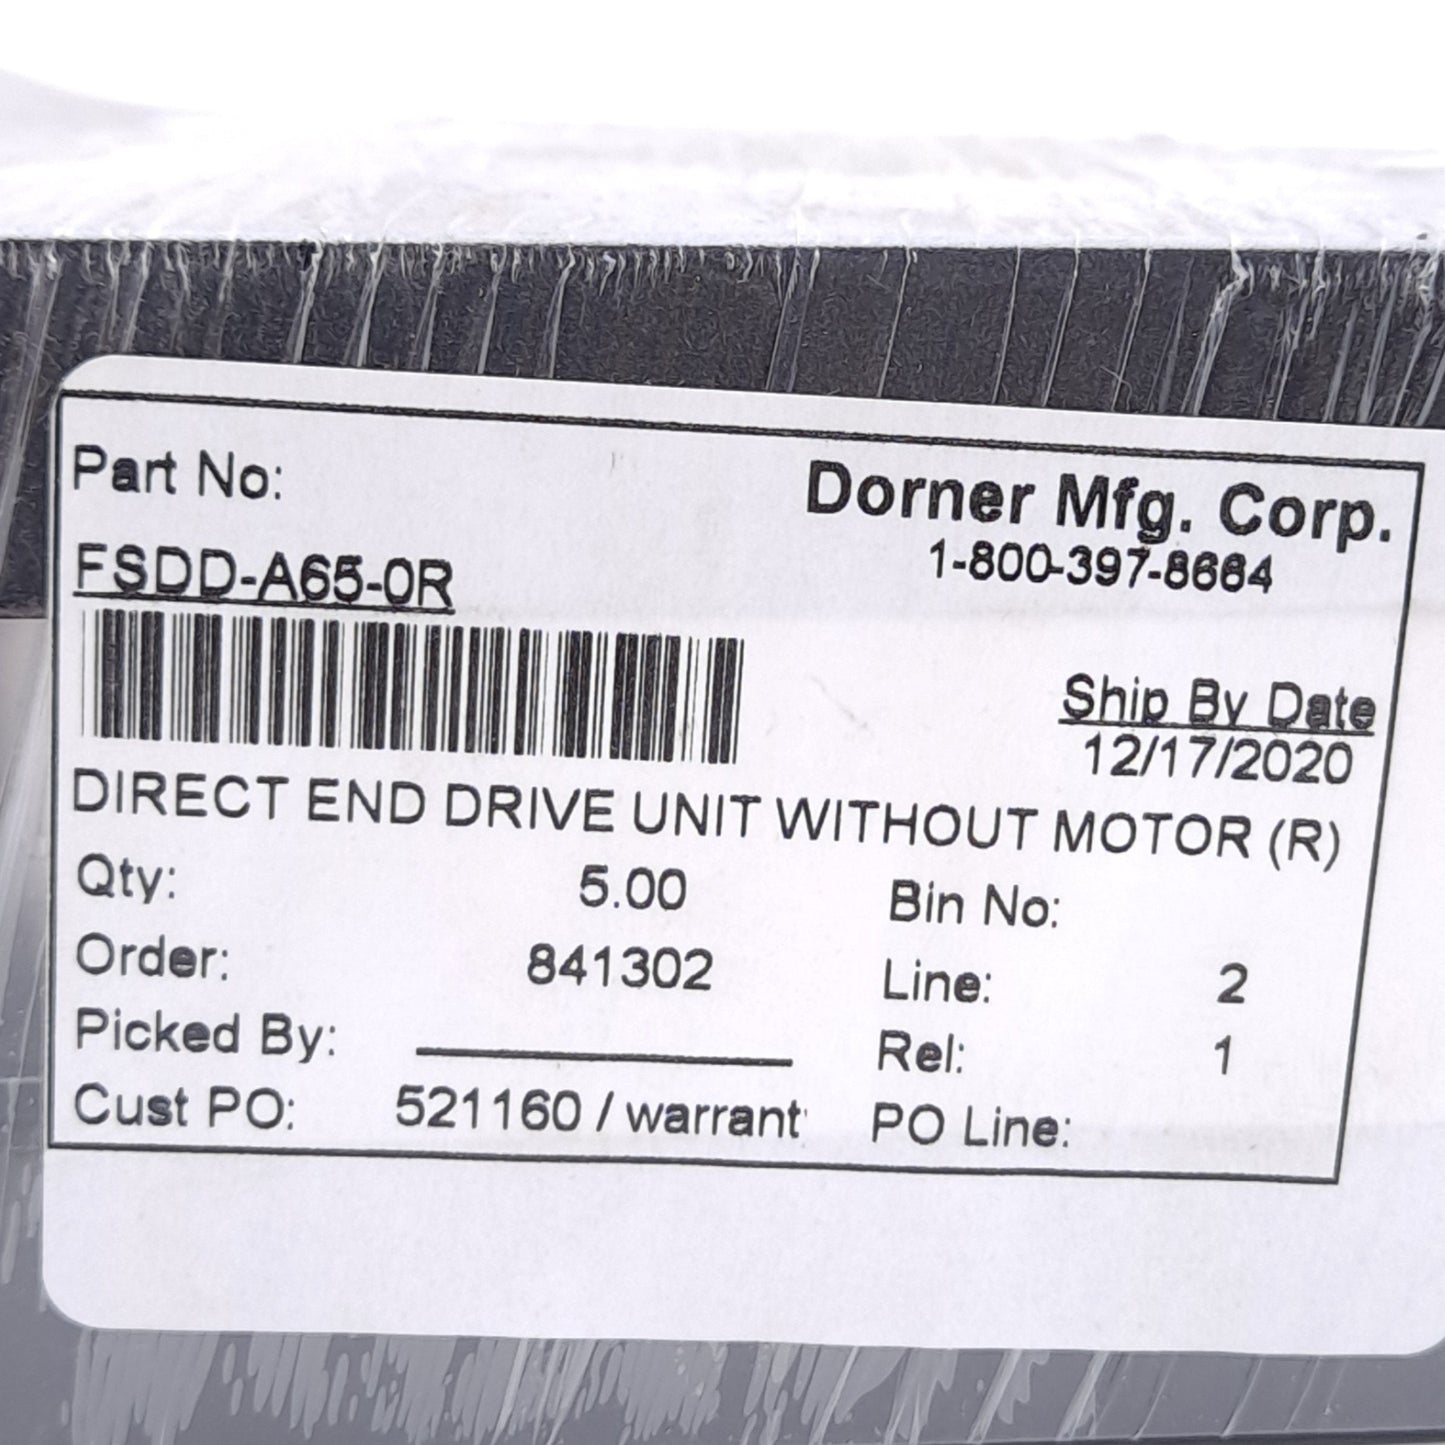 Part No:
Dorner Mfg. Corp.
1-800-397-8664
FSDD-A65-0R
Ship By Date
12/17/2020
DIRECT END DRIVE UNIT WITHOUT MOTOR (R)
Qty: 5.00 Bin No:
Order: 841302 Line: 2
Picked By: Rel: 1
Cust PO: 521160 / warrant PO Line: